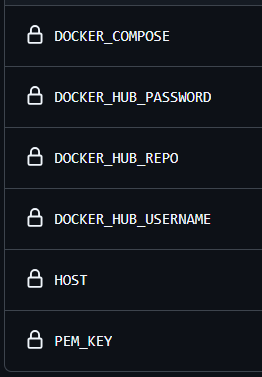 DOCKER_COMPOSE
DOCKER_HUB_PASSWORD
DOCKER_HUB_REPO
DOCKER_HUB_USERNAME
HOST
PEM_KEY